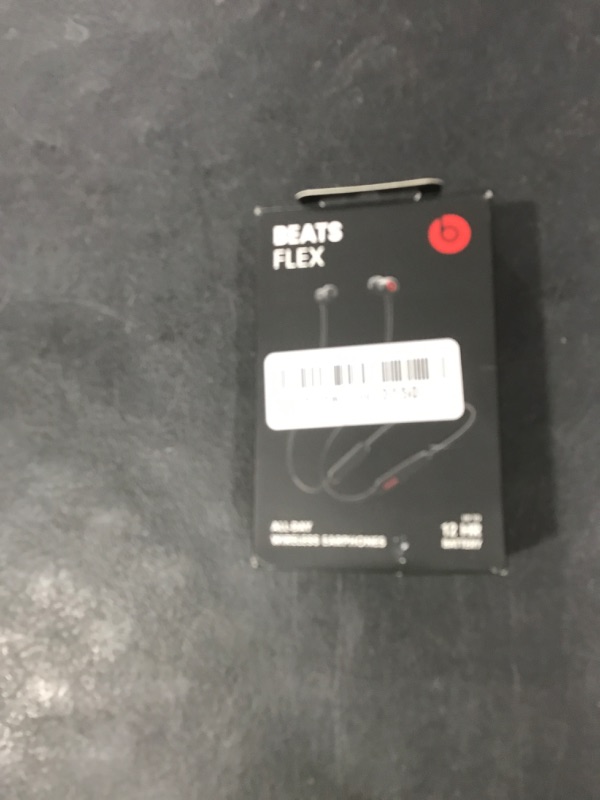 BEATS
FLEX
ALL DAY
WIRELESS EARPHONES
12 HR
BATTERY